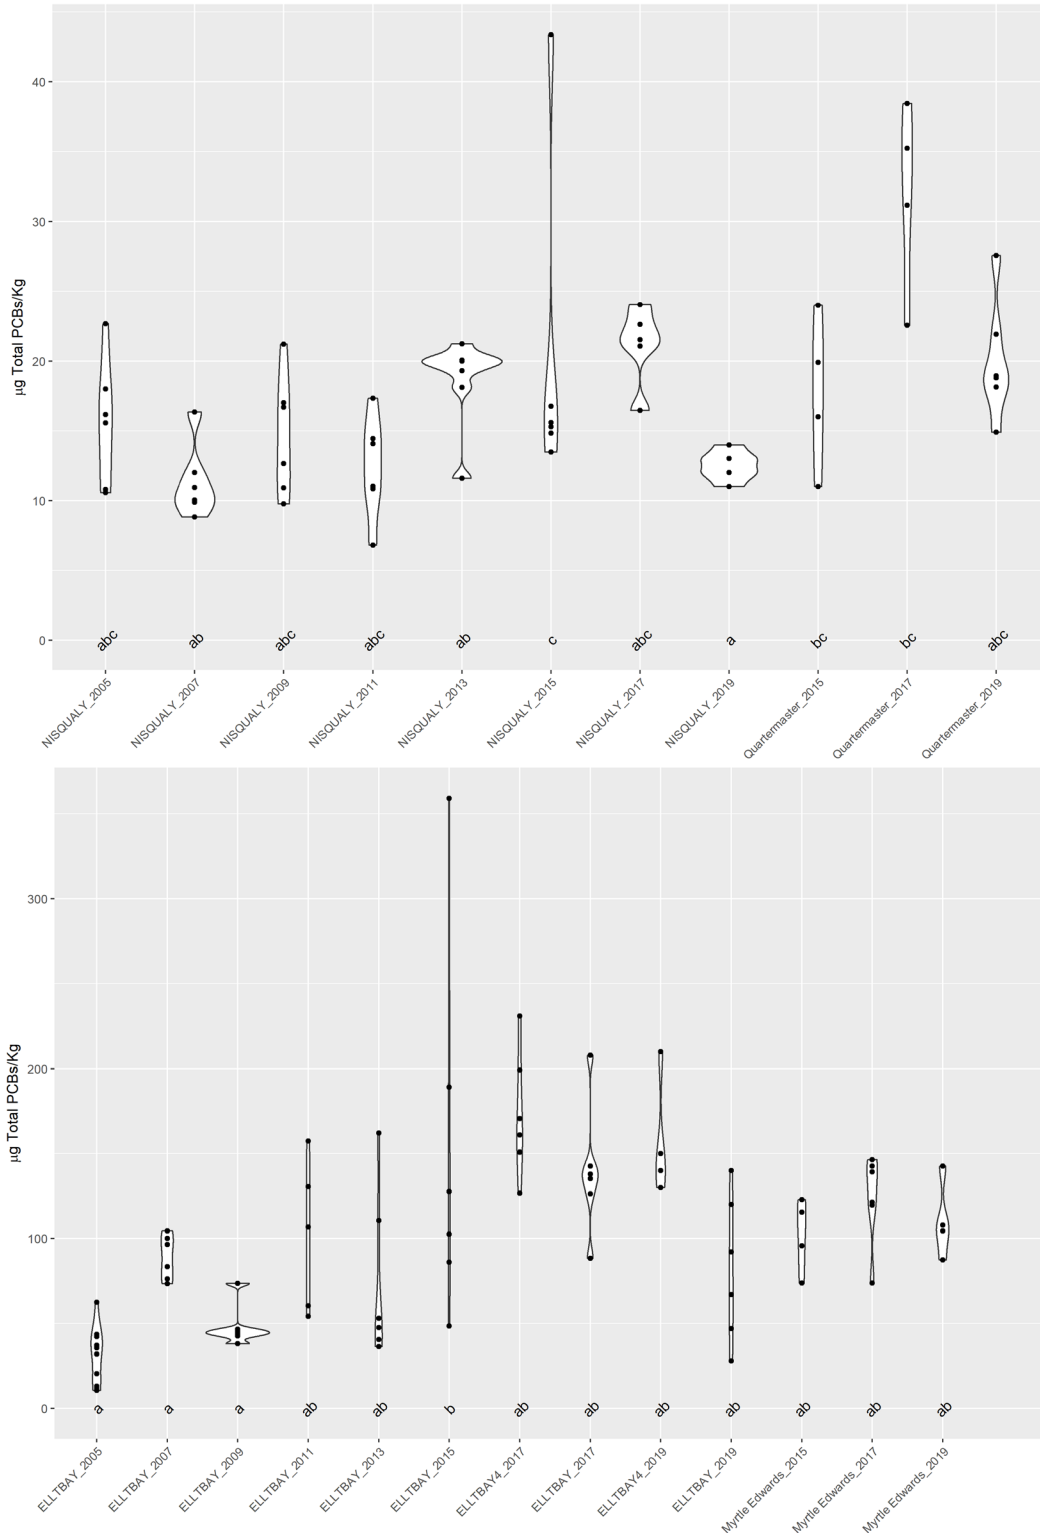 µg Total PCBs/Kg
40
30
20
10
0
abc
ab
abc
abc
ab
c
abc
a
bc
bc
abc
NISQUALY_2005
NISQUALY_2007
NISQUALY_2009
NISQUALY_2011
NISQUALY_2013
NISQUALY_2015
NISQUALY_2017
NISQUALY_2019
Quartermaster_2015
Quartermaster_2017
Quartermaster_2019
µg Total PCBs/Kg
300
200
100
0
a
a
a
ab
ab
b
ab
ab
ab
ab
ab
ab
ab
ELLTBAY_2005
ELLTBAY_2007
ELLTBAY_2009
ELLTBAY_2011
ELLTBAY_2013
ELLTBAY_2015
ELLTBAY4_2017
ELLTBAY_2017
ELLTBAY4_2019
ELLTBAY_2019
Myrtle Edwards_2015
Myrtle Edwards_2017
Myrtle Edwards_2019